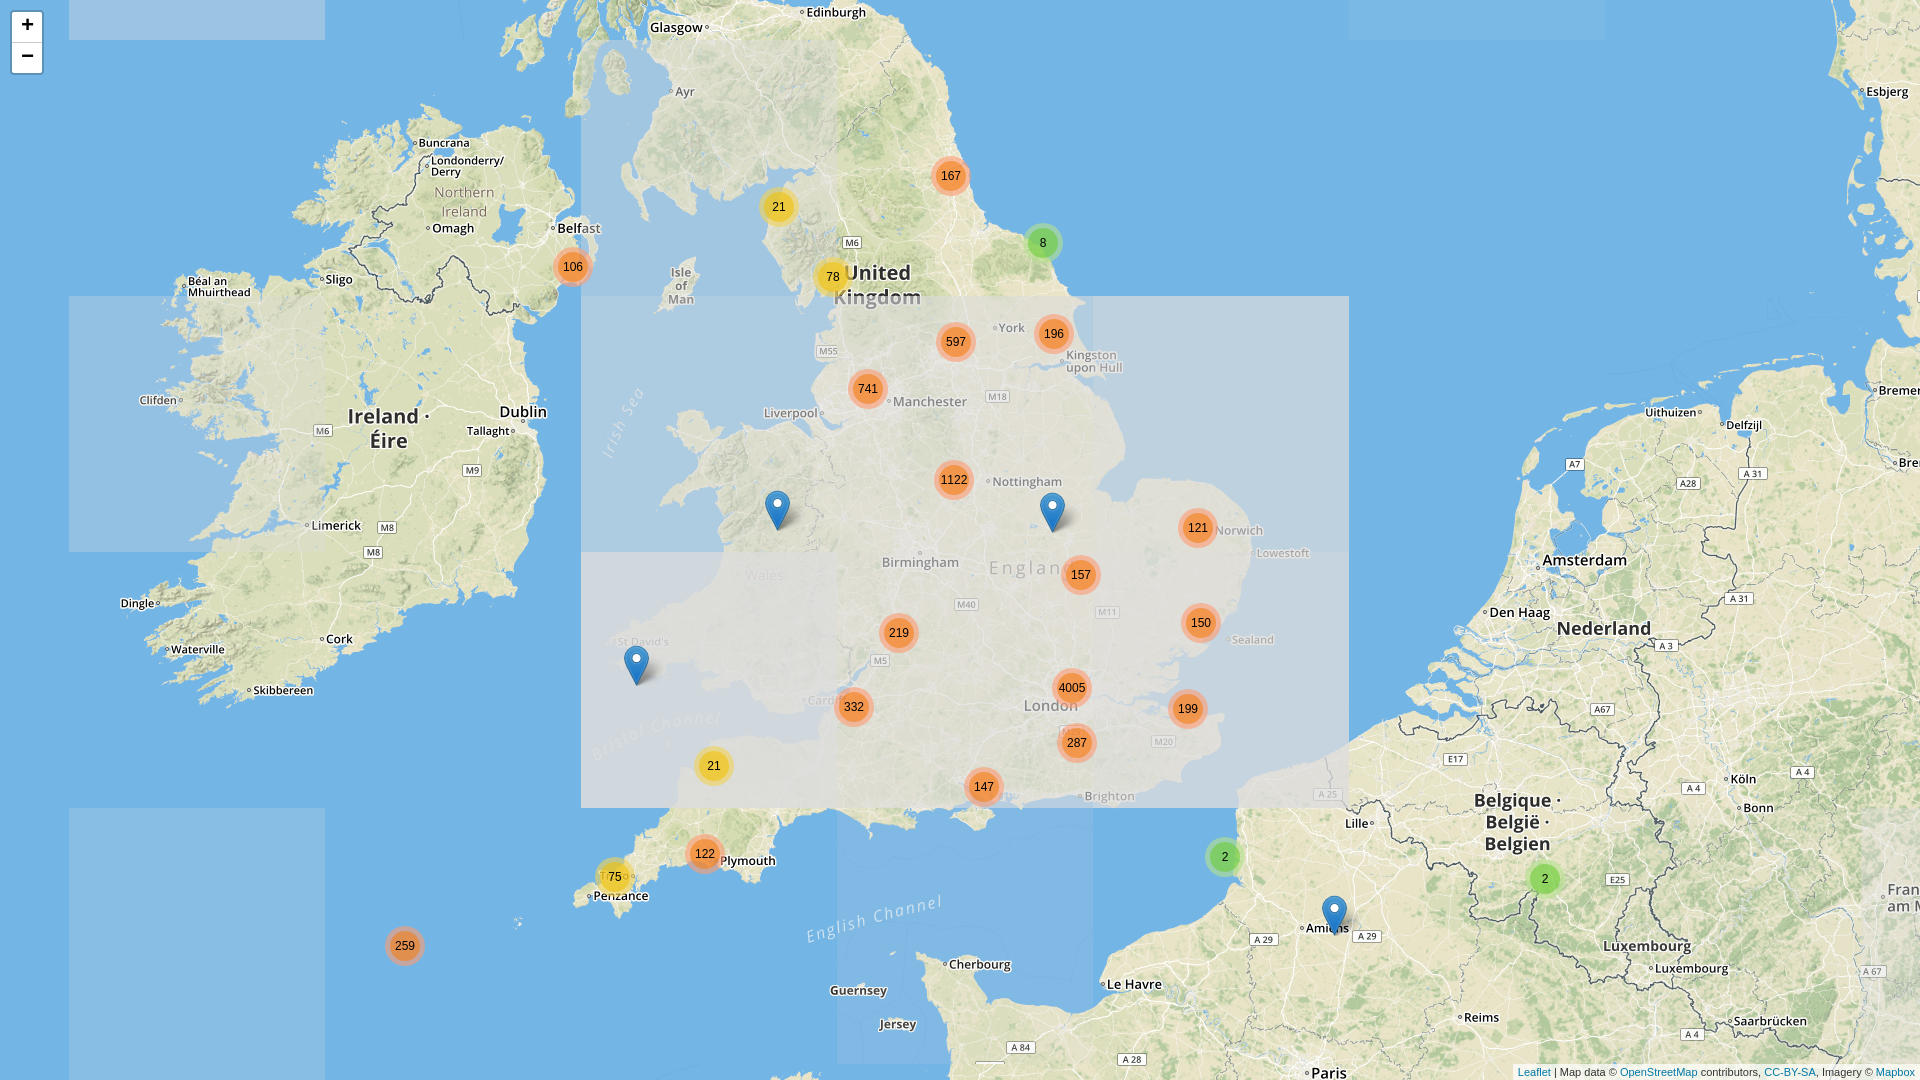 +
−
Glasgow
Edinburgh
Ayr
Esbjerg
Buncrana
Londonderry/
Derry
Northern
Ireland
Omagh
Belfast
167
21
M6
8
106
78
United
Kingdom
Isle
of
Man
Sligo
Béal an
Mhuirthead
York
196
597
M55
Kingston
upon Hull
741
Manchester
M18
Liverpool
Irish Sea
Clifden
Ireland ·
Éire
Dublin
Tallaght
M6
M9
Uithuizen
Delfzijl
A7
A 31
A28
1122
Nottingham
121
Norwich
Lowestoft
Limerick
M8
M8
Birmingham
157
Wales
Amsterdam
Dingle
M40
M11
A 31
Den Haag
Nederland
A 3
150
Sealand
219
Cork
St David's
Waterville
M5
Skibbereen
4005
London
199
332
A67
Bristol Channel
287
M20
E17
21
147
Brighton
A 25
Köln
A 4
A 4
Bonn
Belgique ·
België ·
Belgien
Lille
122
Plymouth
75
Penzance
2
2
E25
English Channel
Amiens
A 29
A 29
259
Luxembourg
Luxembourg
A 67
Cherbourg
Le Havre
Guernsey
Jersey
Reims
Saarbrücken
A 4
A 84
A 28
Paris
Leaflet | Map data © OpenStreetMap contributors, CC-BY-SA, Imagery © Mapbox